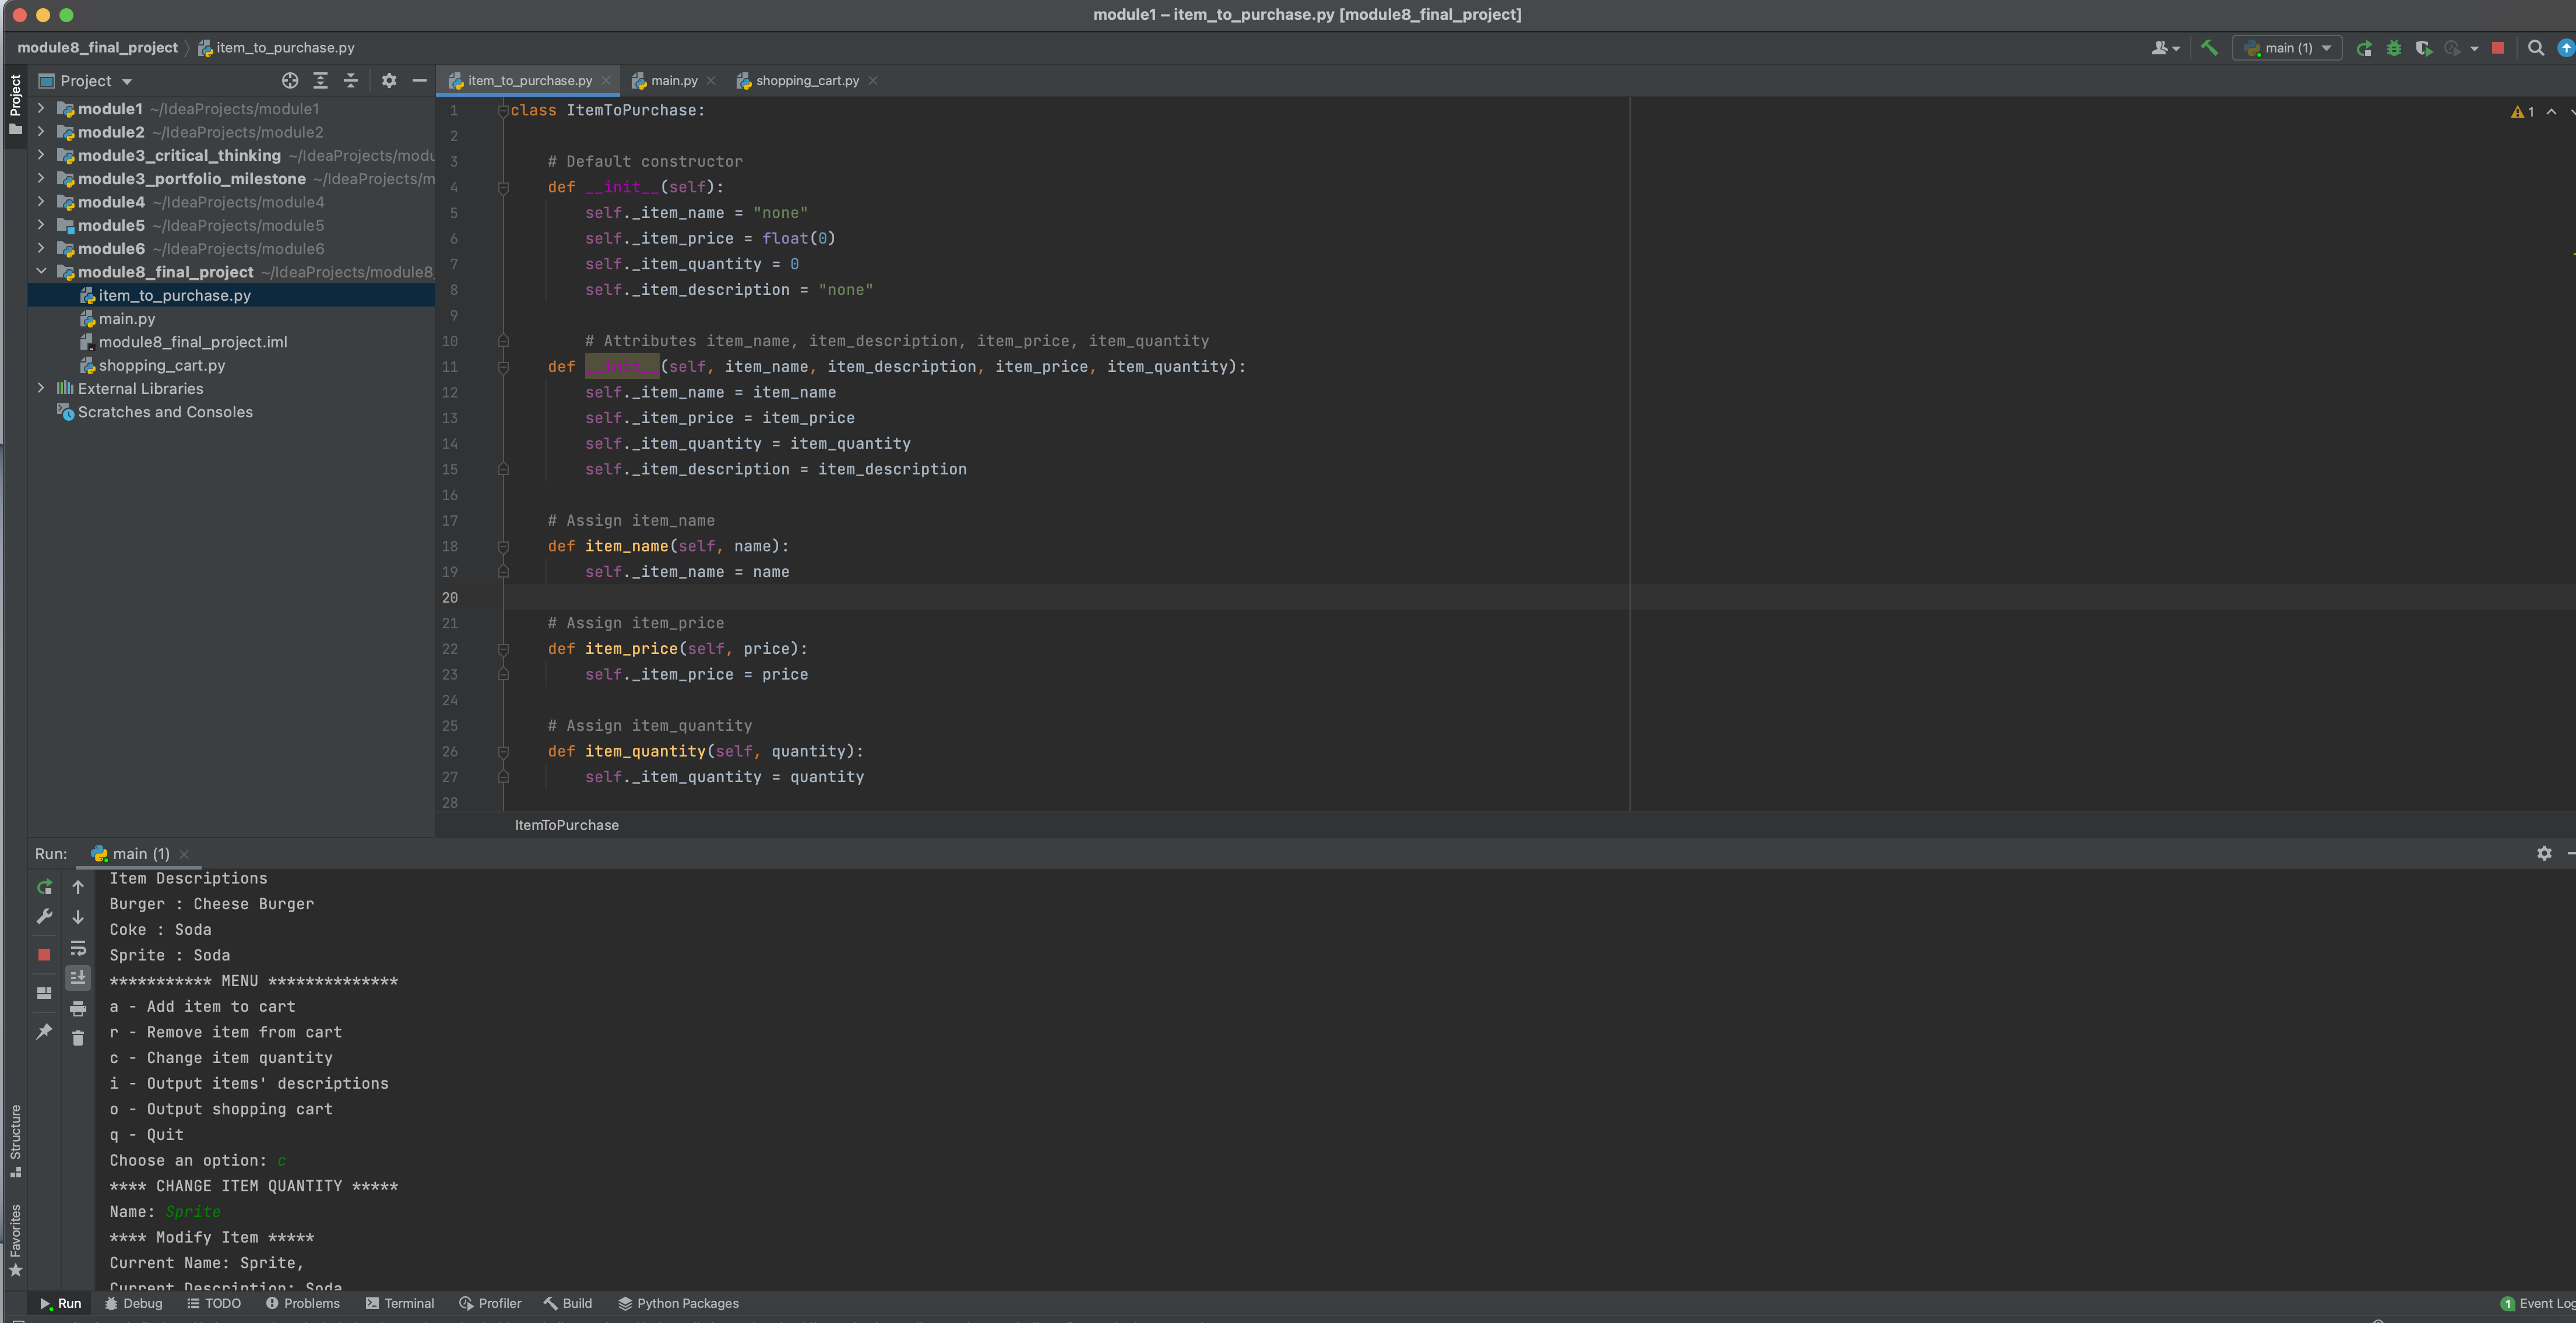 module1 – item_to_purchase.py [module8_final_project]
module8_final_project 〉 item_to_purchase.py
main (1)
Project
Project
item_to_purchase.py
main.py
shopping_cart.py
module1 ~/IdeaProjects/module1
module2 ~/IdeaProjects/module2
module3_critical_thinking ~/IdeaProjects/modu
module3_portfolio_milestone ~/IdeaProjects/m
module4 ~/IdeaProjects/module4
module5 ~/IdeaProjects/module5
module6 ~/IdeaProjects/module6
module8_final_project ~/IdeaProjects/module8
item_to_purchase.py
main.py
module8_final_project.iml
shopping_cart.py
External Libraries
Scratches and Consoles
1 class ItemToPurchase:
2
3 # Default constructor
4 def __init__(self):
5 self._item_name = "none"
6 self._item_price = float(0)
7 self._item_quantity = 0
8 self._item_description = "none"
9
10 # Attributes item_name, item_description, item_price, item_quantity
11 def __init__(self, item_name, item_description, item_price, item_quantity):
12 self._item_name = item_name
13 self._item_price = item_price
14 self._item_quantity = item_quantity
15 self._item_description = item_description
16
17 # Assign item_name
18 def item_name(self, name):
19 self._item_name = name
20
21 # Assign item_price
22 def item_price(self, price):
23 self._item_price = price
24
25 # Assign item_quantity
26 def item_quantity(self, quantity):
27 self._item_quantity = quantity
28
1
ItemToPurchase
Run: main (1)
Item Descriptions
Burger : Cheese Burger
Coke : Soda
Sprite : Soda
*********** MENU **************
a - Add item to cart
r - Remove item from cart
c - Change item quantity
i - Output items' descriptions
o - Output shopping cart
q - Quit
Choose an option: c
**** CHANGE ITEM QUANTITY *****
Name: Sprite
**** Modify Item *****
Current Name: Sprite,
Current Description: Soda
Structure
Favorites
Run Debug TODO Problems Terminal Profiler Build Python Packages
1 Event Log